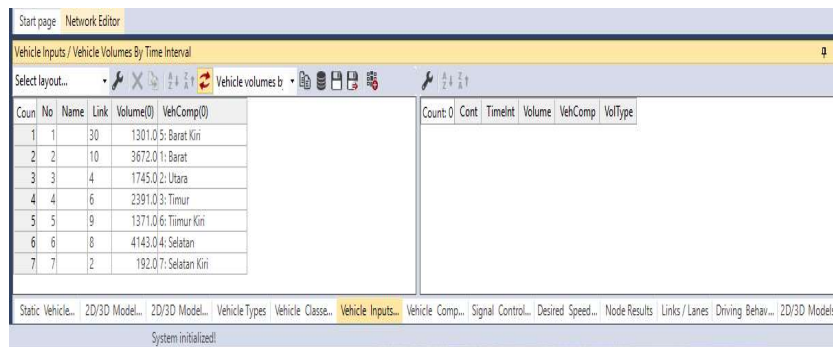 Start page Network Editor
Vehicle Inputs / Vehicle Volumes By Time Interval
Select layout... Vehicle volumes b
Coun No Name Link Volume(0) VehComp(0)
1 1 30 1301.0 5: Barat Kiri
2 2 10 3672.0 1: Barat
3 3 4 1745.0 2: Utara
4 4 6 2391.0 3: Timur
5 5 9 1371.0 6: Tiimur Kiri
6 6 8 4143.0 4: Selatan
7 7 2 192.0 7: Selatan Kiri
Count: 0 Cont TimeInt Volume VehComp VolType
Static Vehicle... 2D/3D Model... 2D/3D Model... Vehicle Types Vehicle Classe... Vehicle Inputs... Vehicle Comp... Signal Control... Desired Speed... Node Results Links / Lanes Driving Behav... 2D/3D Models
System initialized!